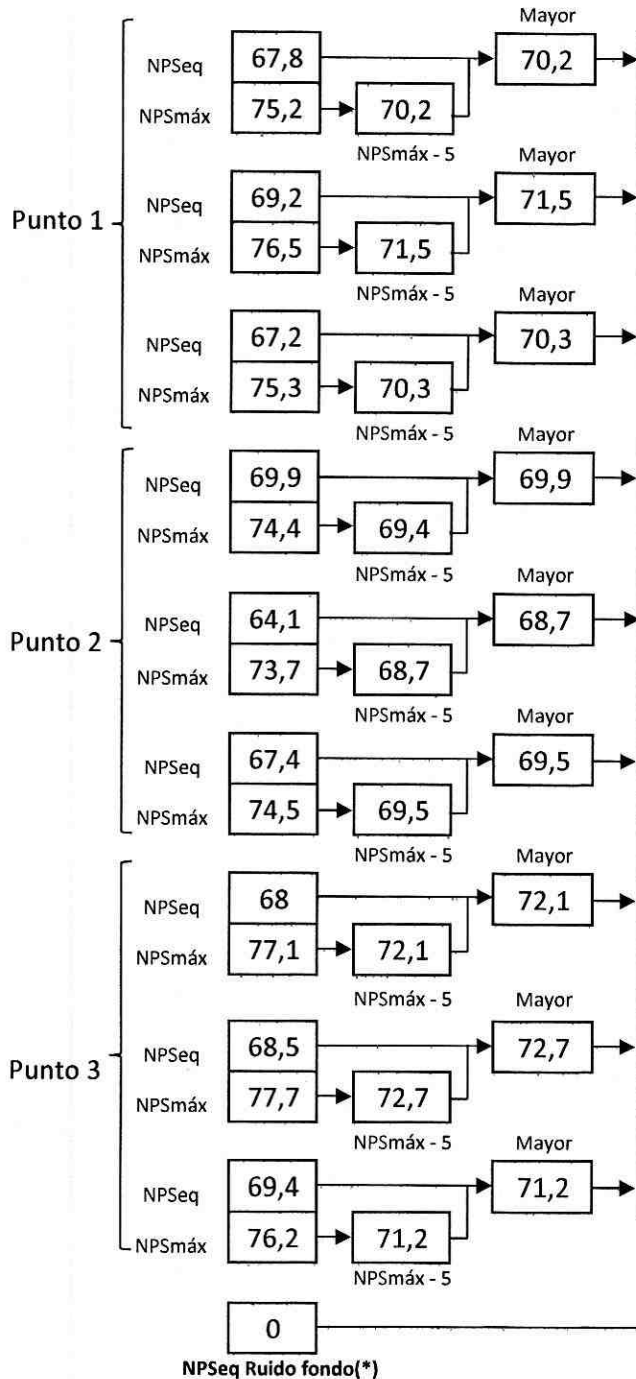 Mayor
NPSeq 67,8 70,2
NPSmáx 75,2 70,2
NPSmáx - 5
Mayor
NPSeq 69,2 71,5
Punto 1
NPSmáx 76,5 71,5
NPSmáx - 5
Mayor
NPSeq 67,2 70,3
NPSmáx 75,3 70,3
NPSmáx - 5
Mayor
NPSeq 69,9 69,9
NPSmáx 74,4 69,4
NPSmáx - 5
Mayor
NPSeq 64,1 68,7
Punto 2
NPSmáx 73,7 68,7
NPSmáx - 5
Mayor
NPSeq 67,4 69,5
NPSmáx 74,5 69,5
NPSmáx - 5
Mayor
NPSeq 68 72,1
NPSmáx 77,1 72,1
NPSmáx - 5
Mayor
NPSeq 68,5 72,7
Punto 3
NPSmáx 77,7 72,7
NPSmáx - 5
Mayor
NPSeq 69,4 71,2
NPSmáx 76,2 71,2
NPSmáx - 5
0
NPSeq Ruido fondo(*)